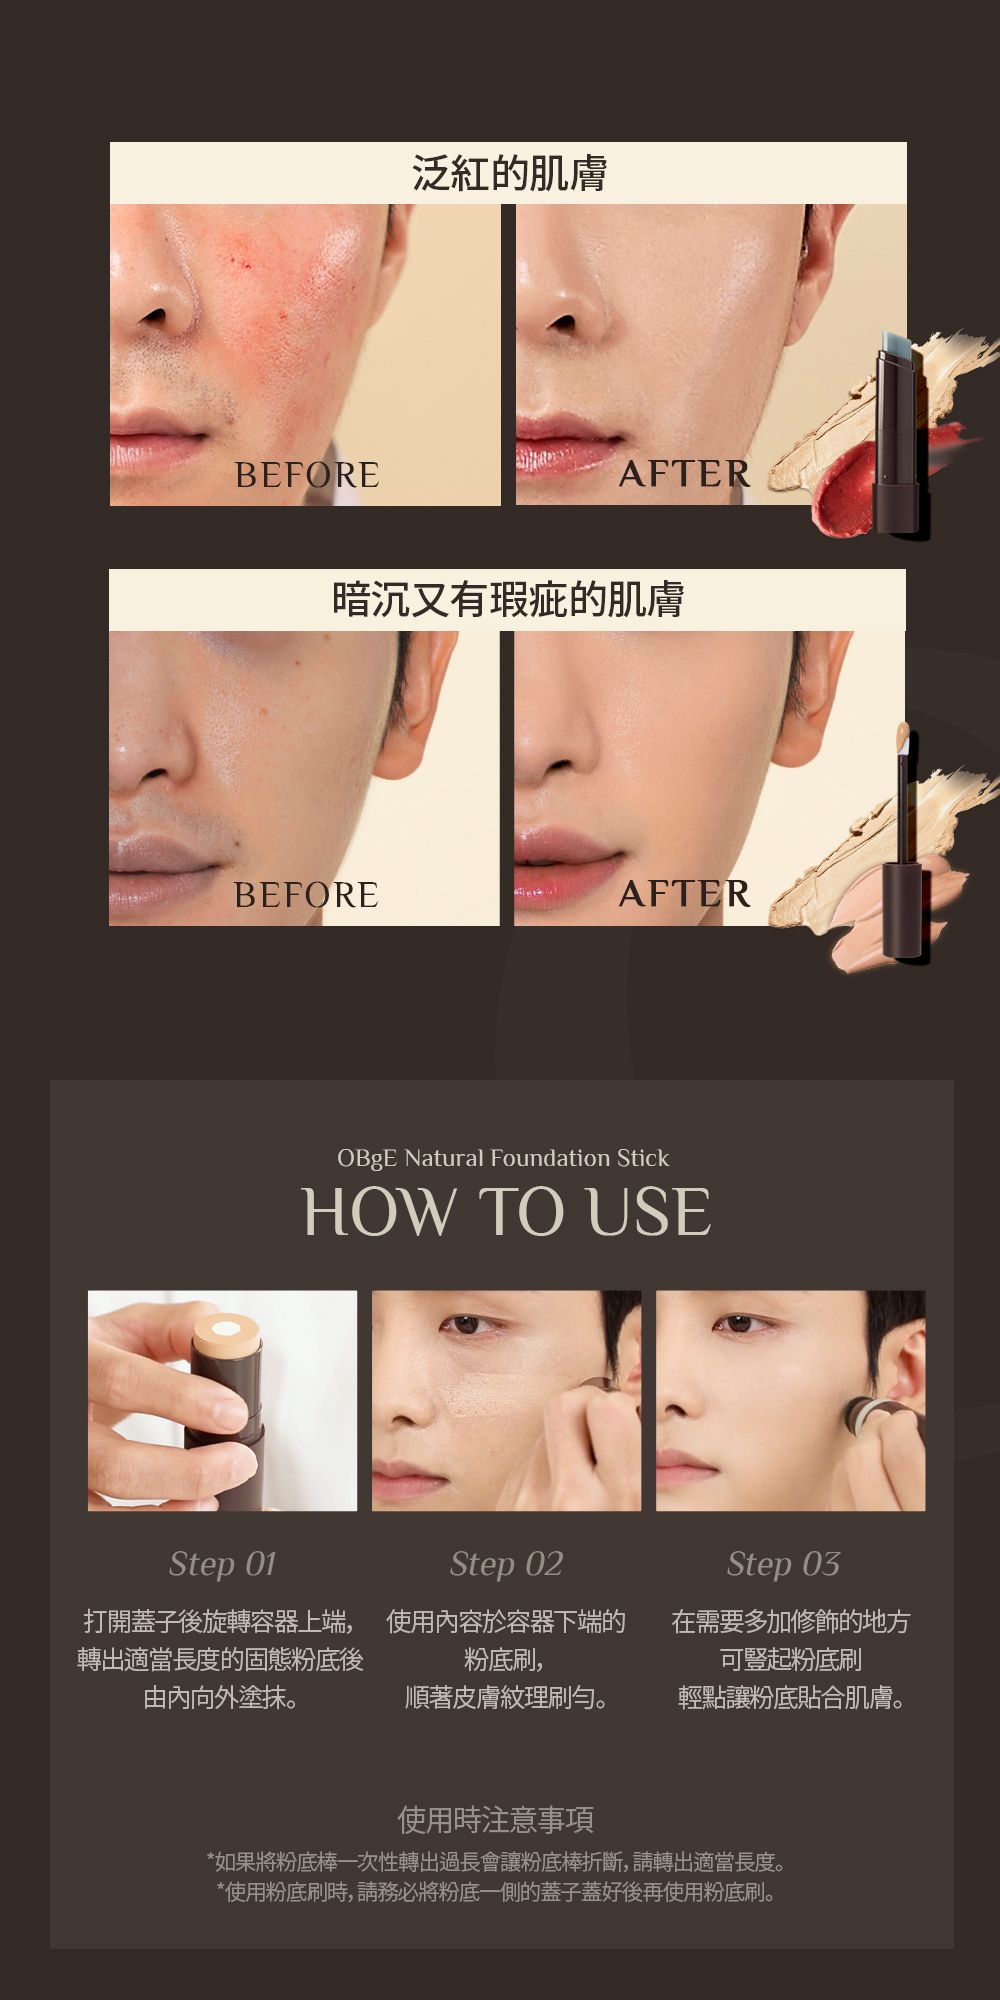 泛紅的肌膚
BEFORE
AFTER
暗沉又有瑕疵的肌膚
BEFORE
AFTER
OBgE Natural Foundation Stick
HOW TO USE
Step 01
打開蓋子後旋轉容器上端,
轉出適當長度的固態粉底後
由內向外塗抹。
Step 02
使用內容於容器下端的
粉底刷,
順著皮膚紋理刷勻。
Step 03
在需要多加修飾的地方
可豎起粉底刷
輕點讓粉底貼合肌膚。
使用時注意事項
*如果將粉底棒一次性轉出過長會讓粉底棒折斷, 請轉出適當長度。
*使用粉底刷時, 請務必將粉底一側的蓋子蓋好後再使用粉底刷。